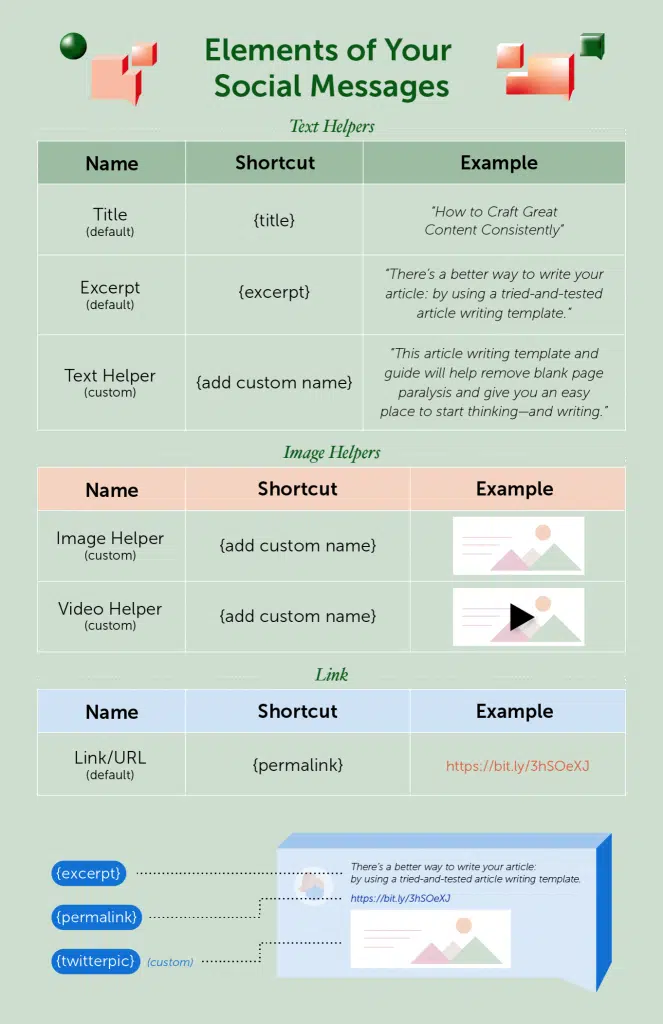 Elements of Your
Social Messages
Text Helpers
Name Shortcut Example
Title
(default)
{title}
“How to Craft Great
Content Consistently”
Excerpt
(default)
{excerpt}
“There’s a better way to write your
article: by using a tried-and-tested
article writing template.”
Text Helper
(custom)
{add custom name}
“This article writing template and
guide will help remove blank page
paralysis and give you an easy
place to start thinking—and writing.”
Image Helpers
Name Shortcut Example
Image Helper
(custom)
{add custom name}
Video Helper
(custom)
{add custom name}
Link
Name Shortcut Example
Link/URL
(default)
{permalink}
https://bit.ly/3hSOeXJ
{excerpt}
There’s a better way to write your article:
by using a tried-and-tested article writing template.
{permalink}
https://bit.ly/3hSOeXJ
{twitterpic} (custom)